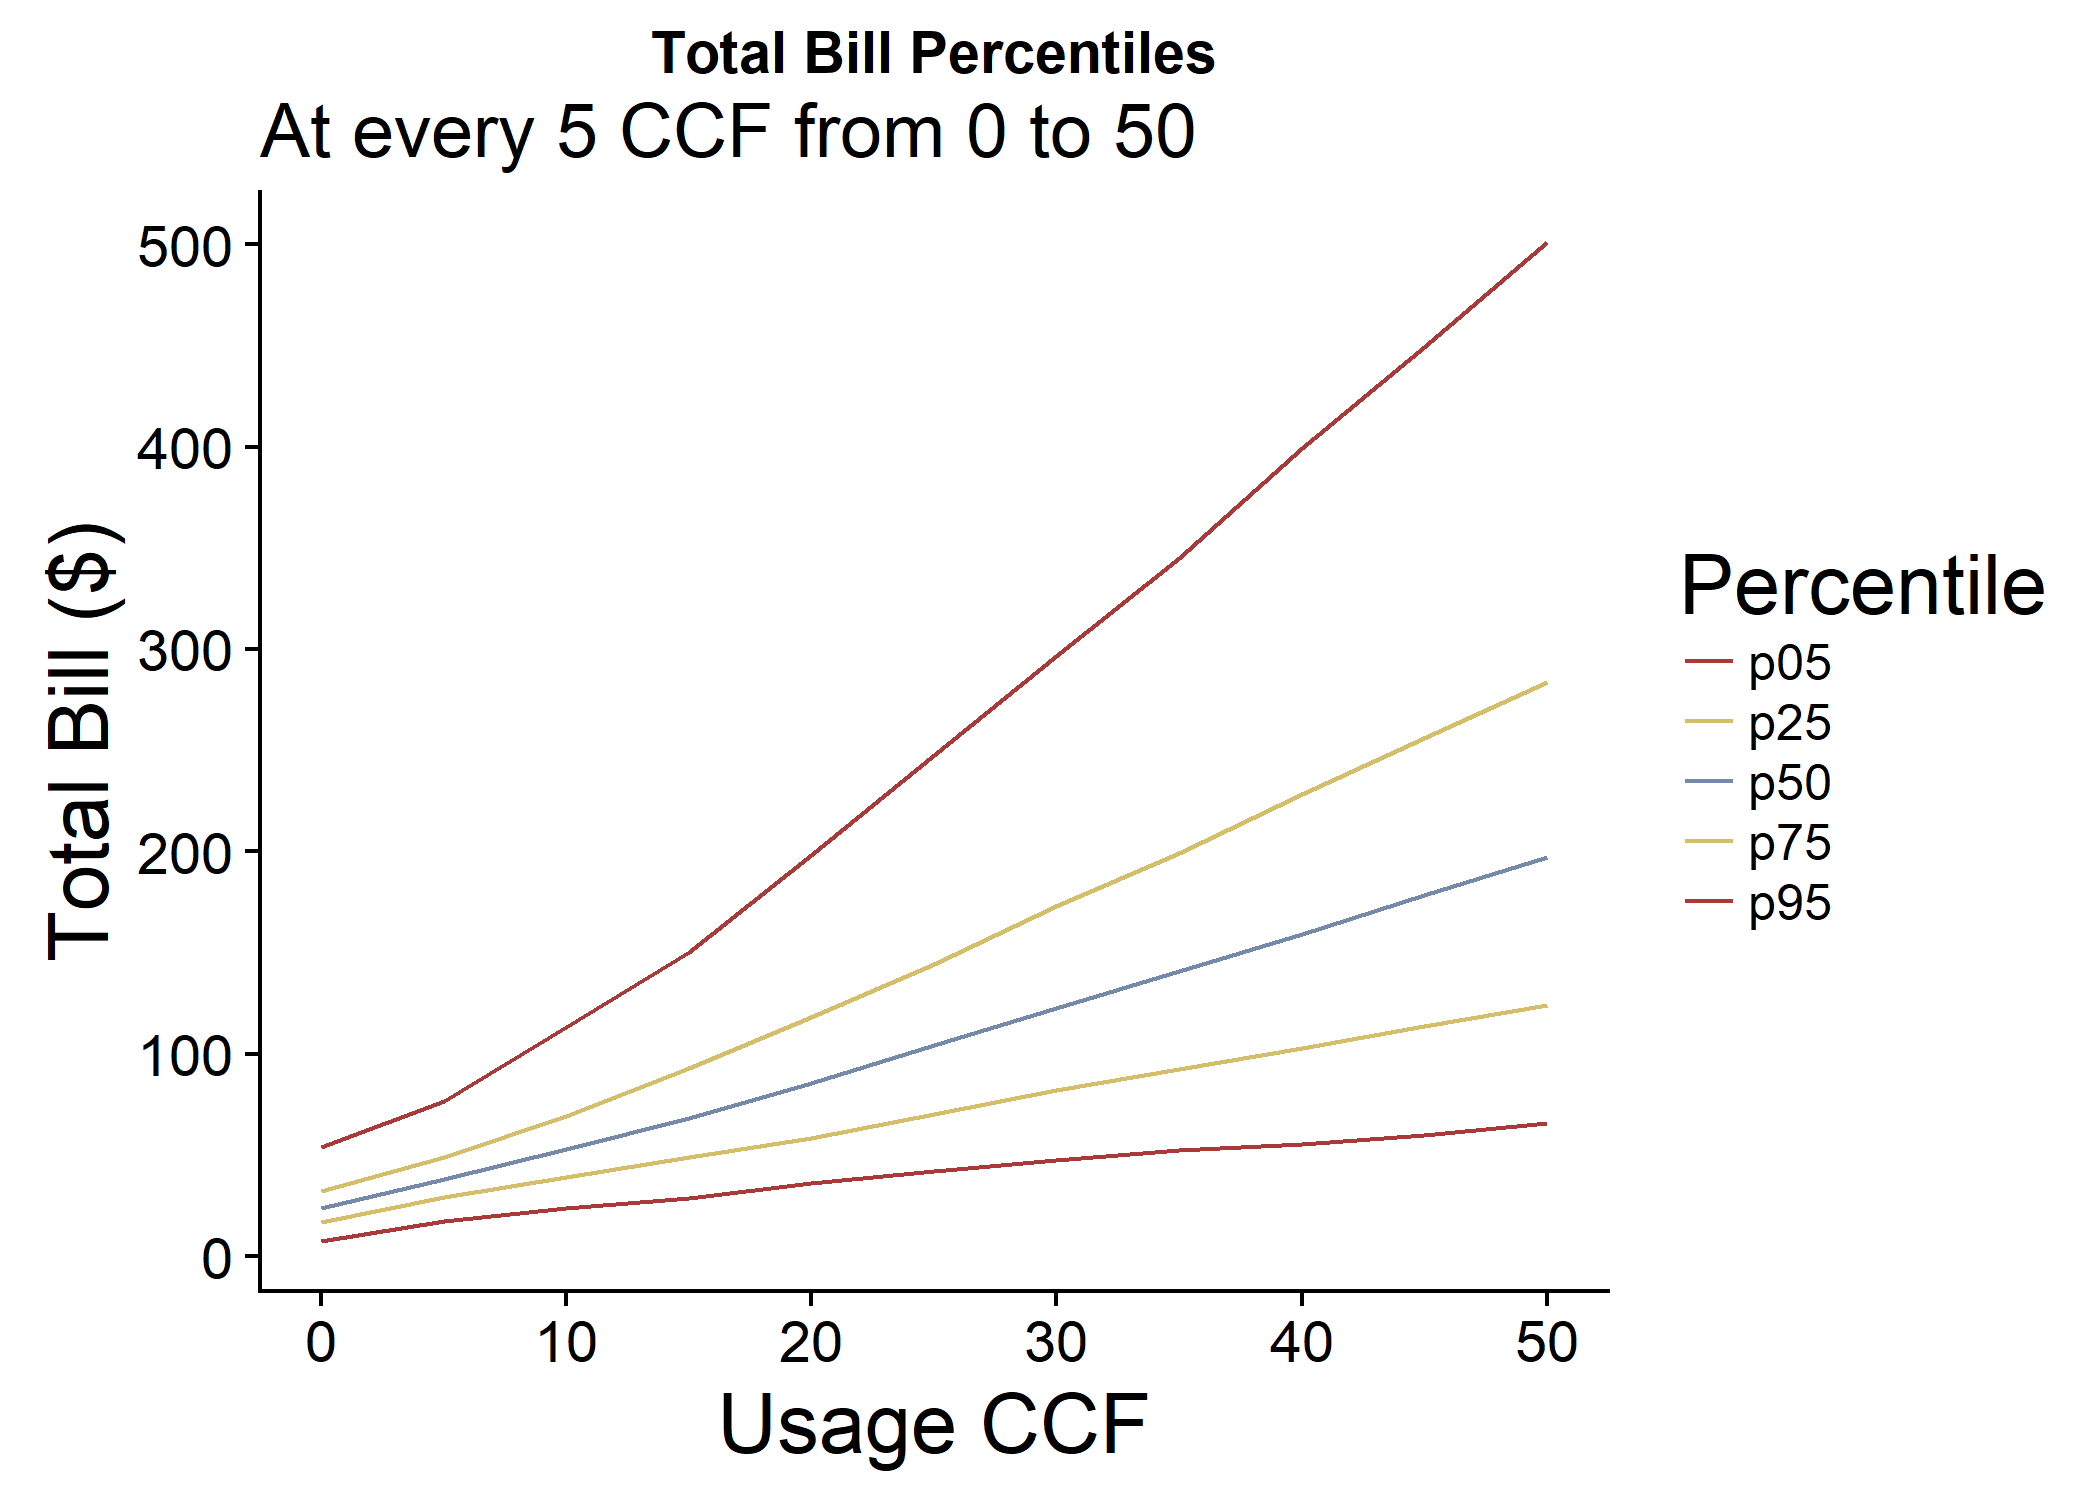 Total Bill Percentiles
At every 5 CCF from 0 to 50
Total Bill ($)
500
400
300
200
100
0
0 10 20 30 40 50
Usage CCF
Percentile
p05
p25
p50
p75
p95